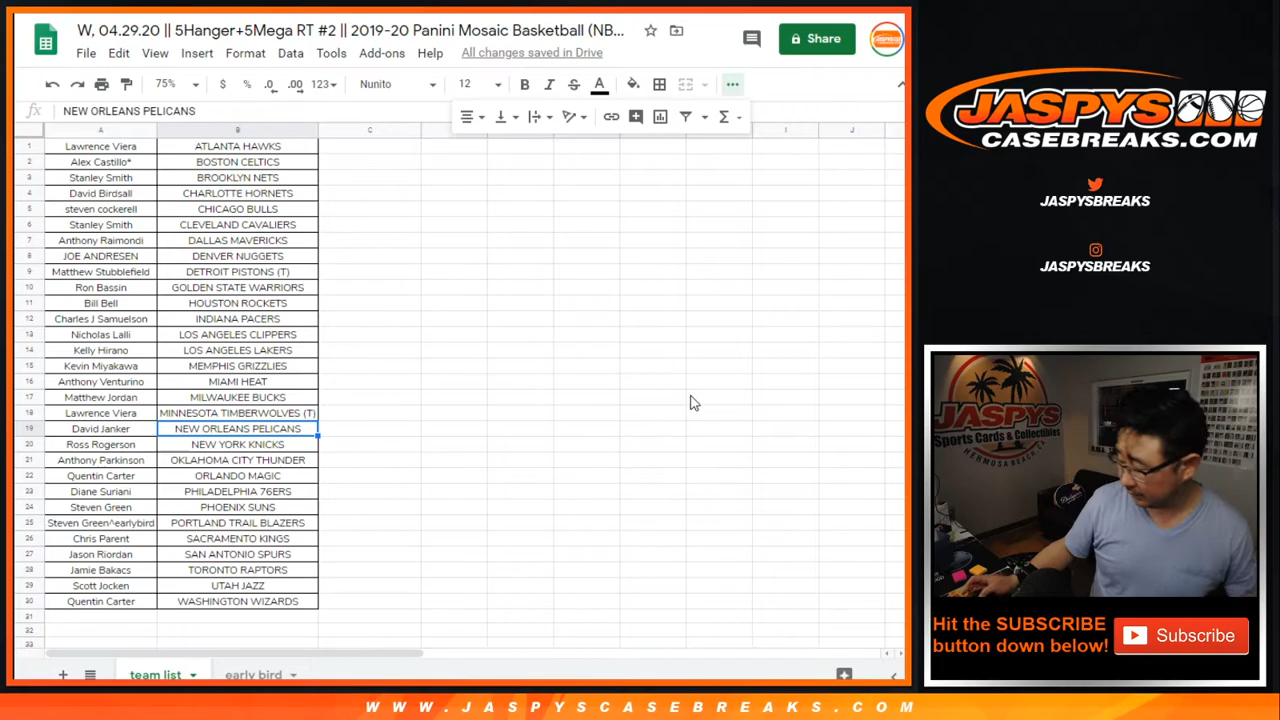 W, 04.29.20 || 5Hanger+5Mega RT #2 || 2019-20 Panini Mosaic Basketball (NB...
File Edit View Insert Format Data Tools Add-ons Help All changes saved in Drive
Share
75% $ % .0 .00 123 Nunito 12 B I S A
fx NEW ORLEANS PELICANS
A B C I J
1 Lawrence Viera ATLANTA HAWKS
2 Alex Castillo* BOSTON CELTICS
3 Stanley Smith BROOKLYN NETS
4 David Birdsall CHARLOTTE HORNETS
5 steven cockerell CHICAGO BULLS
6 Stanley Smith CLEVELAND CAVALIERS
7 Anthony Raimondi DALLAS MAVERICKS
8 JOE ANDRESEN DENVER NUGGETS
9 Matthew Stubblefield DETROIT PISTONS (T)
10 Ron Bassin GOLDEN STATE WARRIORS
11 Bill Bell HOUSTON ROCKETS
12 Charles J Samuelson INDIANA PACERS
13 Nicholas Lalli LOS ANGELES CLIPPERS
14 Kelly Hirano LOS ANGELES LAKERS
15 Kevin Miyakawa MEMPHIS GRIZZLIES
16 Anthony Venturino MIAMI HEAT
17 Matthew Jordan MILWAUKEE BUCKS
18 Lawrence Viera MINNESOTA TIMBERWOLVES (T)
19 David Janker NEW ORLEANS PELICANS
20 Ross Rogerson NEW YORK KNICKS
21 Anthony Parkinson OKLAHOMA CITY THUNDER
22 Quentin Carter ORLANDO MAGIC
23 Diane Suriani PHILADELPHIA 76ERS
24 Steven Green PHOENIX SUNS
25 Steven Green^earlybird PORTLAND TRAIL BLAZERS
26 Chris Parent SACRAMENTO KINGS
27 Jason Riordan SAN ANTONIO SPURS
28 Jamie Bakacs TORONTO RAPTORS
29 Scott Jocken UTAH JAZZ
30 Quentin Carter WASHINGTON WIZARDS
31
32
33
team list early bird
JASPYS
CASEBREAKS.COM
JASPYSBREAKS
JASPYSBREAKS
JASPYS
Sports Cards & Collectibles
HERMOSA BEACH
Hit the SUBSCRIBE
button down below!
Subscribe
WWW.JASPYSCASEBREAKS.COM